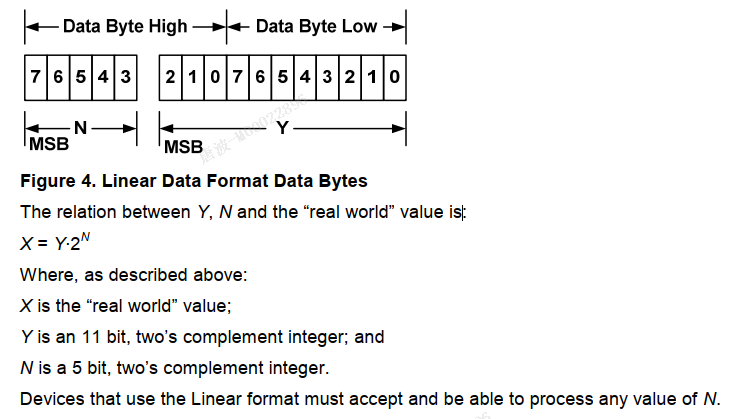 Data Byte High Data Byte Low
7 6 5 4 3 2 1 0 7 6 5 4 3 2 1 0
N Y
MSB MSB
Figure 4. Linear Data Format Data Bytes
The relation between Y, N and the “real world” value is:
X = Y·2^N
Where, as described above:
X is the “real world” value;
Y is an 11 bit, two’s complement integer; and
N is a 5 bit, two’s complement integer.
Devices that use the Linear format must accept and be able to process any value of N.